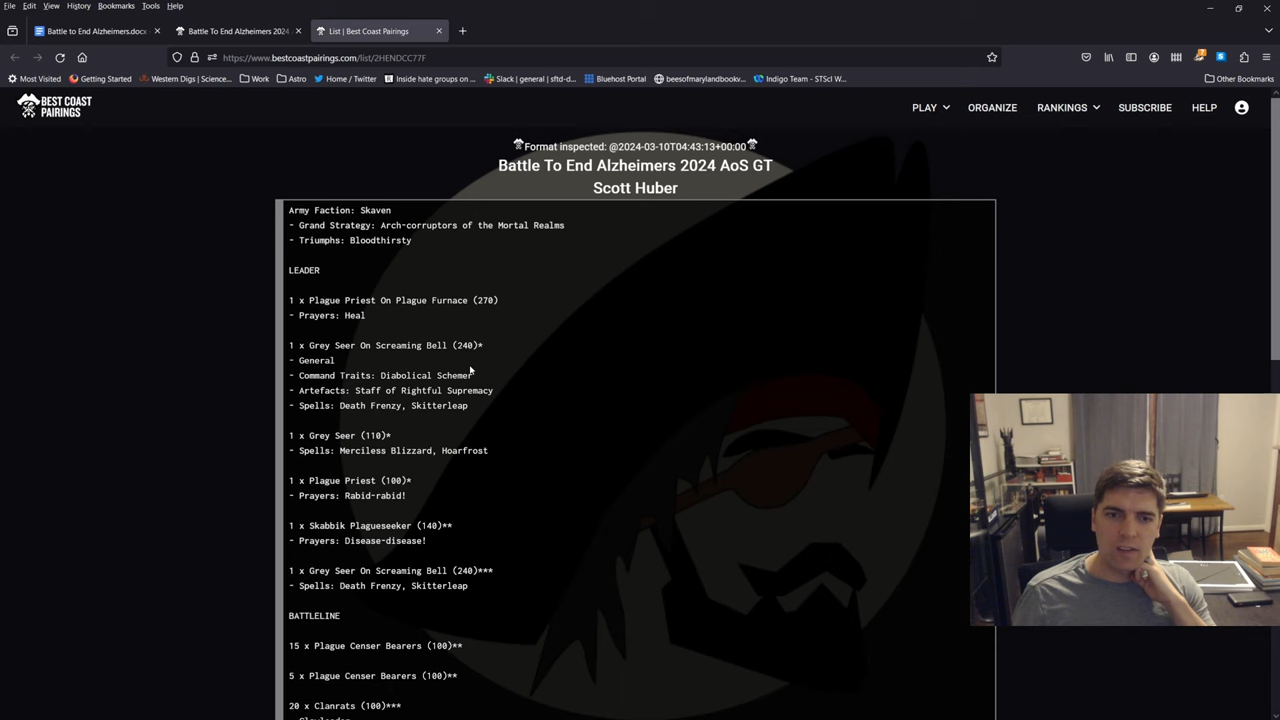 File Edit View History Bookmarks Tools Help
Battle to End Alzheimers.docx
Battle To End Alzheimers 2024
List | Best Coast Pairings
https://www.bestcoastpairings.com/list/2HENDCC77F
Most Visited Getting Started Western Digs | Science... Work Astro Home / Twitter Inside hate groups on ... Slack | general | sftd-d... Bluehost Portal beesofmarylandbookv... Indigo Team - STScI W... Other Bookmarks
BEST COAST
PAIRINGS
PLAY ORGANIZE RANKINGS SUBSCRIBE HELP
Format inspected: @2024-03-10T04:43:13+00:00
Battle To End Alzheimers 2024 AoS GT
Scott Huber
Army Faction: Skaven
- Grand Strategy: Arch-corruptors of the Mortal Realms
- Triumphs: Bloodthirsty
LEADER
1 x Plague Priest On Plague Furnace (270)
- Prayers: Heal
1 x Grey Seer On Screaming Bell (240)*
- General
- Command Traits: Diabolical Schemer
- Artefacts: Staff of Rightful Supremacy
- Spells: Death Frenzy, Skitterleap
1 x Grey Seer (110)*
- Spells: Merciless Blizzard, Hoarfrost
1 x Plague Priest (100)*
- Prayers: Rabid-rabid!
1 x Skabbik Plagueseeker (140)**
- Prayers: Disease-disease!
1 x Grey Seer On Screaming Bell (240)***
- Spells: Death Frenzy, Skitterleap
BATTLELINE
15 x Plague Censer Bearers (100)**
5 x Plague Censer Bearers (100)**
20 x Clanrats (100)***